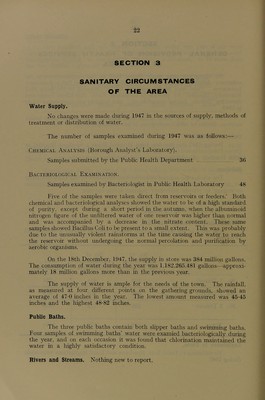 22
SECTION 3
SANITARY CIRCUMSTANCES
OF THE AREA
Water Supply.
No changes were made during 1947 in the sources of supply, methods of
treatment or distribution of water.
The number of samples examined during 1947 was as follows:—
Chemical Analysis (Borough Analyst's Laboratory).
Samples submitted by the Public Health Department 36
Bacteriological Examination.
Samples examined by Bacteriologist in Public Health Laboratory 48
Five of the samples were taken direct from reservoirs or feeders. Both
chemical and bacteriological analyses showed the water to be of a high standard
of purity, except during a short period in the autumn, when the albuminoid
nitrogen figure of the unfiltered water of one reservoir was higher than normal
and was accompanied by a decrease in the nitrate content. These same
samples showed Bacillus Coli to be present to a small extent. This was probably
due to the unusually violent rainstorms at the time causing the water to reach
the reservoir without undergoing the normal percolation and purification by
aerobic organisms.
On the 18th December, 1947, the supply in store was 384 million gallons.
The consumption of water during the year was 1,182,265,481 gallons—approxi-
mately 18 million gallons more than in the previous year.
The supply of water is ample for the needs of the town. The rainfall,
as measured at four different points on the gathering grounds, showed an
average of 47·0 inches in the year. The lowest amount measured was 45·45
inches and the highest 48·82 inches.
Public Baths.
The three public baths contain both slipper baths and swimming baths.
Four samples of swimming baths' water were examined bacteriologically during
the year, and on each occasion it was found that chlorination maintained the
water in a highly satisfactory condition.
Rivers and Streams. Nothing new to report.